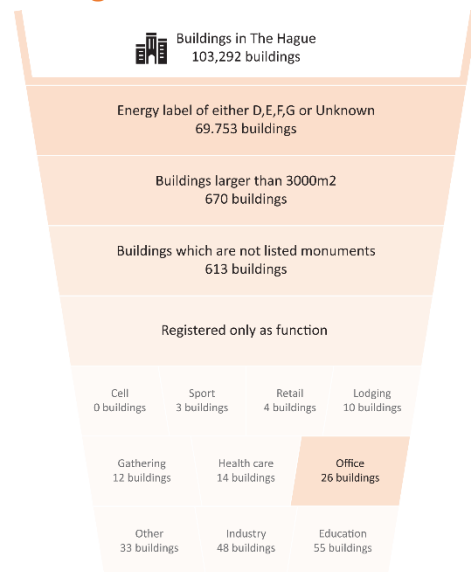 Buildings in The Hague
103,292 buildings
Energy label of either D,E,F,G or Unknown
69.753 buildings
Buildings larger than 3000m2
670 buildings
Buildings which are not listed monuments
613 buildings
Registered only as function
Cell
0 buildings
Sport
3 buildings
Retail
4 buildings
Lodging
10 buildings
Gathering
12 buildings
Health care
14 buildings
Office
26 buildings
Other
33 buildings
Industry
48 buildings
Education
55 buildings